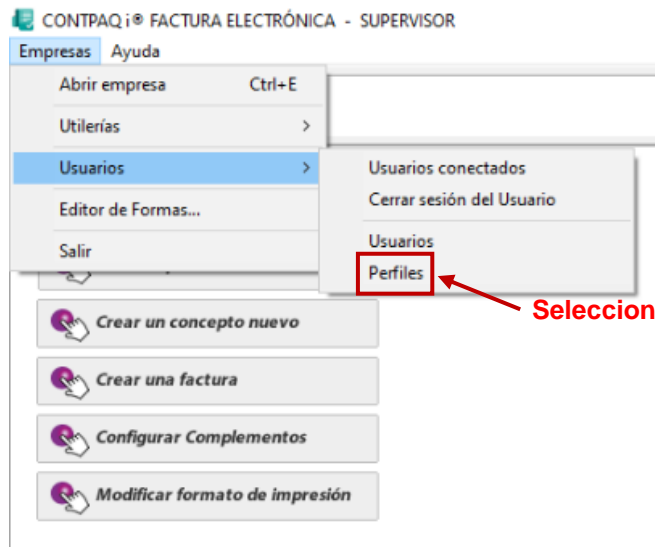 CONTPAQ i® FACTURA ELECTRÓNICA - SUPERVISOR
Empresas Ayuda
Abrir empresa Ctrl+E
Utilerías >
Usuarios >
Editor de Formas...
Salir
Usuarios conectados
Cerrar sesión del Usuario
Usuarios
Perfiles
Seleccion
Crear un concepto nuevo
Crear una factura
Configurar Complementos
Modificar formato de impresión